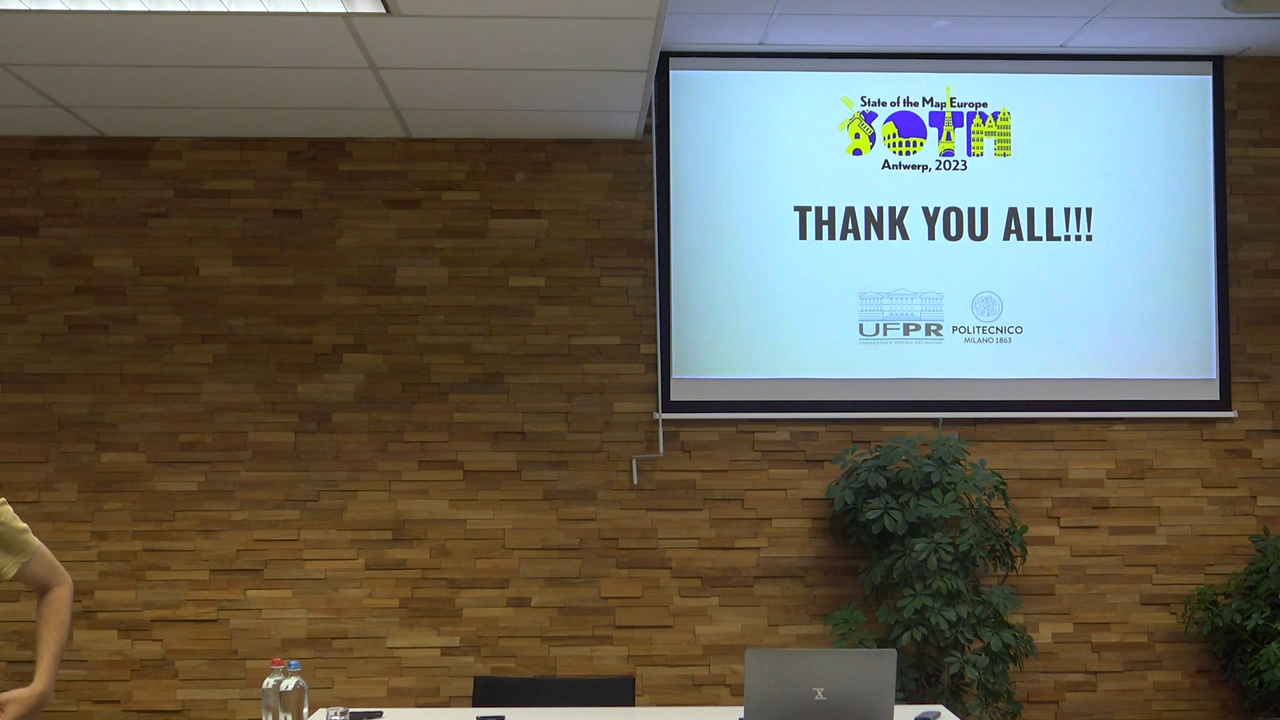 State of the Map Europe
SOTM
Antwerp, 2023
THANK YOU ALL!!!
UFPR
POLITECNICO
MILANO 1863